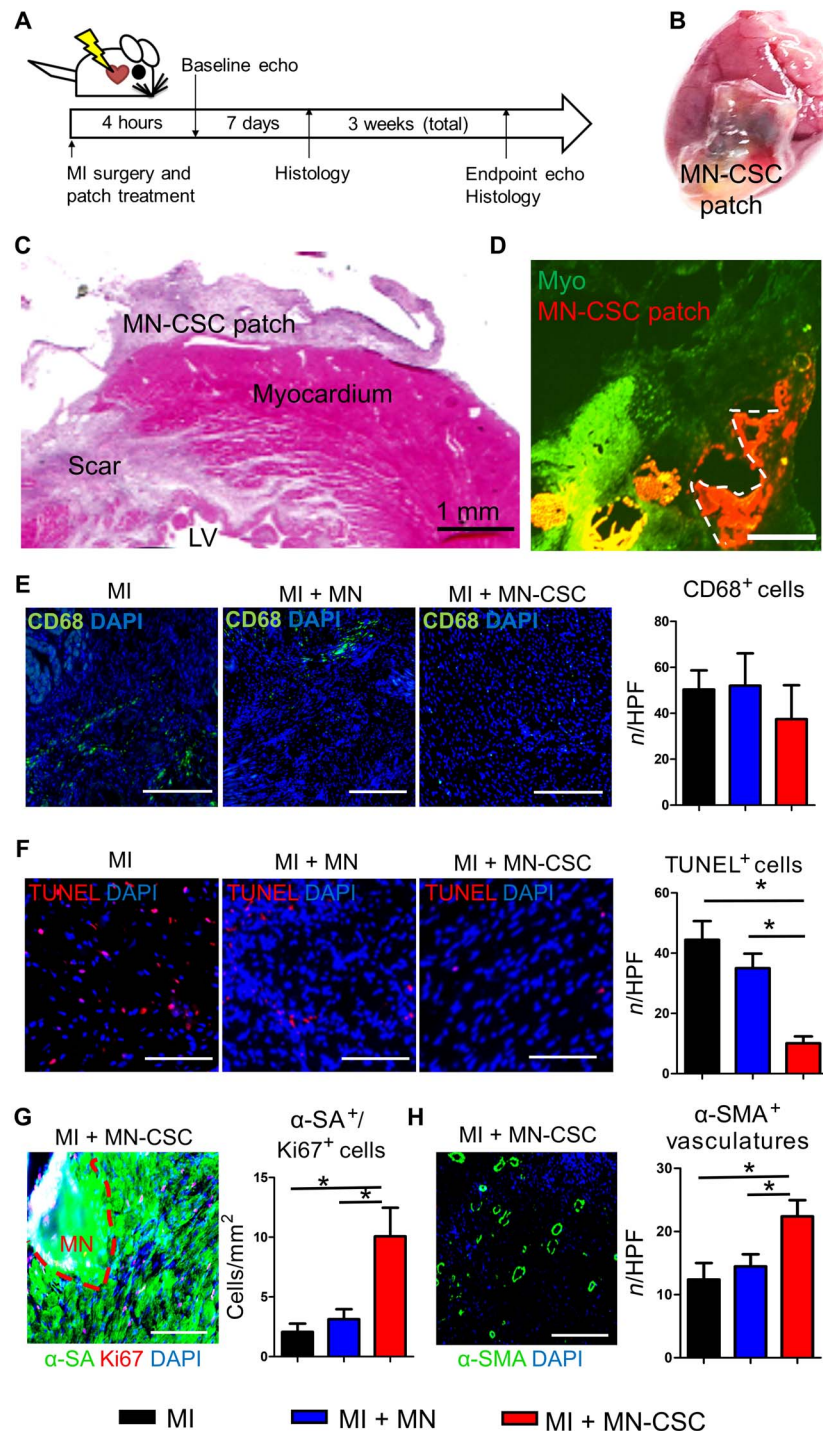 A
Baseline echo
4 hours
7 days
3 weeks (total)
MI surgery and
patch treatment
Histology
Endpoint echo
Histology
B
MN-CSC
patch
C
MN-CSC patch
Myocardium
Scar
LV
1 mm
D
Myo
MN-CSC patch
E
MI
MI + MN
MI + MN-CSC
CD68 DAPI
CD68 DAPI
CD68 DAPI
CD68⁺ cells
n/HPF
80
60
40
20
0
F
MI
MI + MN
MI + MN-CSC
TUNEL DAPI
TUNEL DAPI
TUNEL DAPI
TUNEL⁺ cells
n/HPF
60
40
20
0
*
*
G
MI + MN-CSC
MN
α-SA Ki67 DAPI
α-SA⁺/
Ki67⁺ cells
Cells/mm²
15
10
5
0
*
*
H
MI + MN-CSC
α-SMA DAPI
α-SMA⁺
vasculatures
n/HPF
30
20
10
0
*
*
MI
MI + MN
MI + MN-CSC